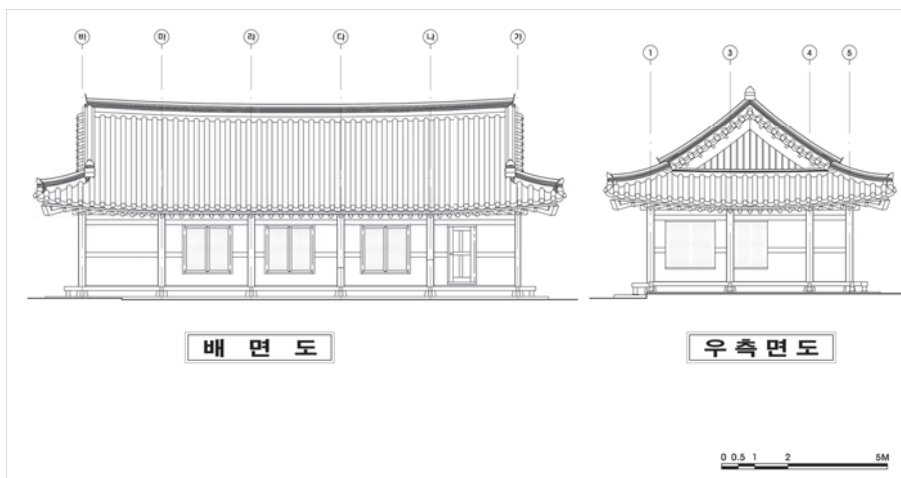 바 마 라 다 나 가
1 3 4 5
배 면 도
우 측 면 도
0 0.5 1 2 5M